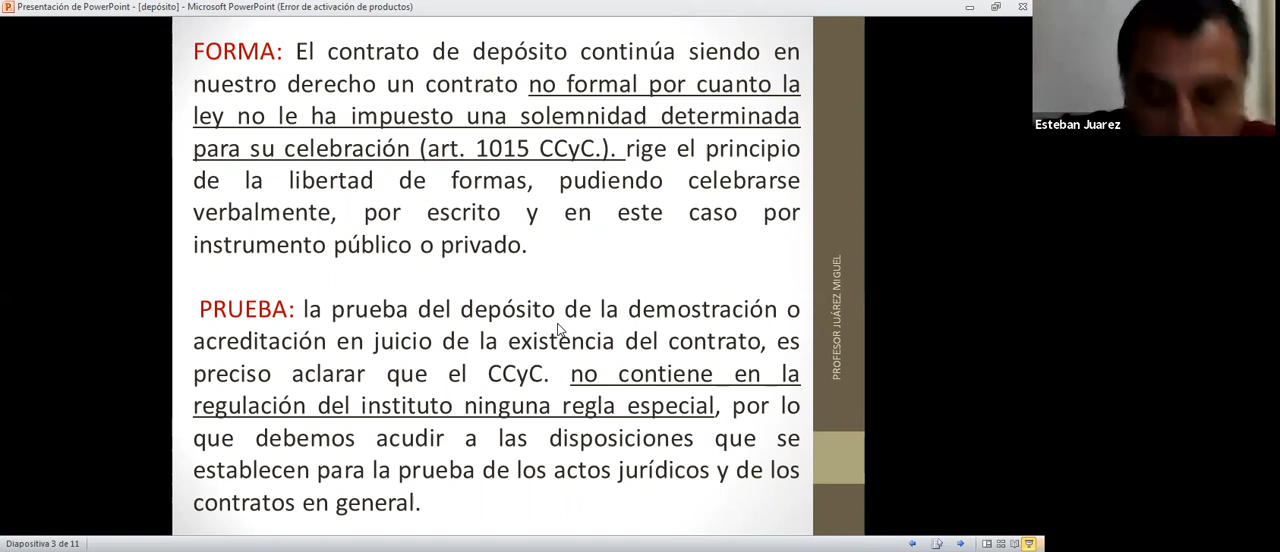 Presentación de PowerPoint - [depósito] - Microsoft PowerPoint (Error de activación de productos)
FORMA: El contrato de depósito continúa siendo en
nuestro derecho un contrato no formal por cuanto la
ley no le ha impuesto una solemnidad determinada
para su celebración (art. 1015 CCyC.). rige el principio
de la libertad de formas, pudiendo celebrarse
verbalmente, por escrito y en este caso por
instrumento público o privado.
PRUEBA: la prueba del depósito de la demostración o
acreditación en juicio de la existencia del contrato, es
preciso aclarar que el CCyC. no contiene en la
regulación del instituto ninguna regla especial, por lo
que debemos acudir a las disposiciones que se
establecen para la prueba de los actos jurídicos y de los
contratos en general.
PROFESOR JUÁREZ MIGUEL
Esteban Juarez
Diapositiva 3 de 11